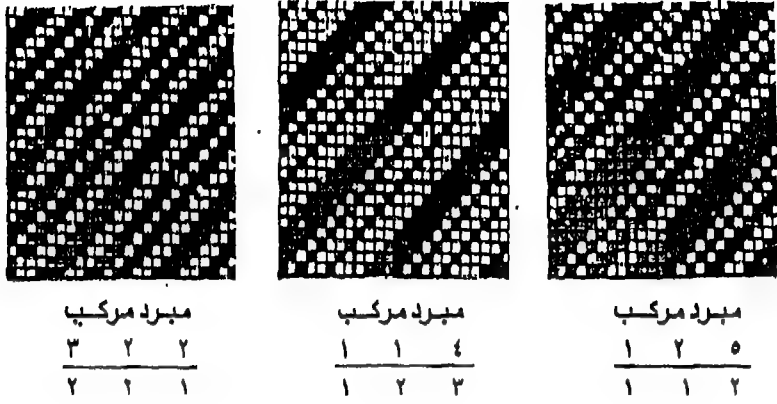 مبرد مركب مبرد مركب مبرد مركب
٣ ٢ ٢ ١ ١ ٤ ١ ٢ ٥
٢ ٢ ١ ١ ٢ ٣ ١ ١ ٢